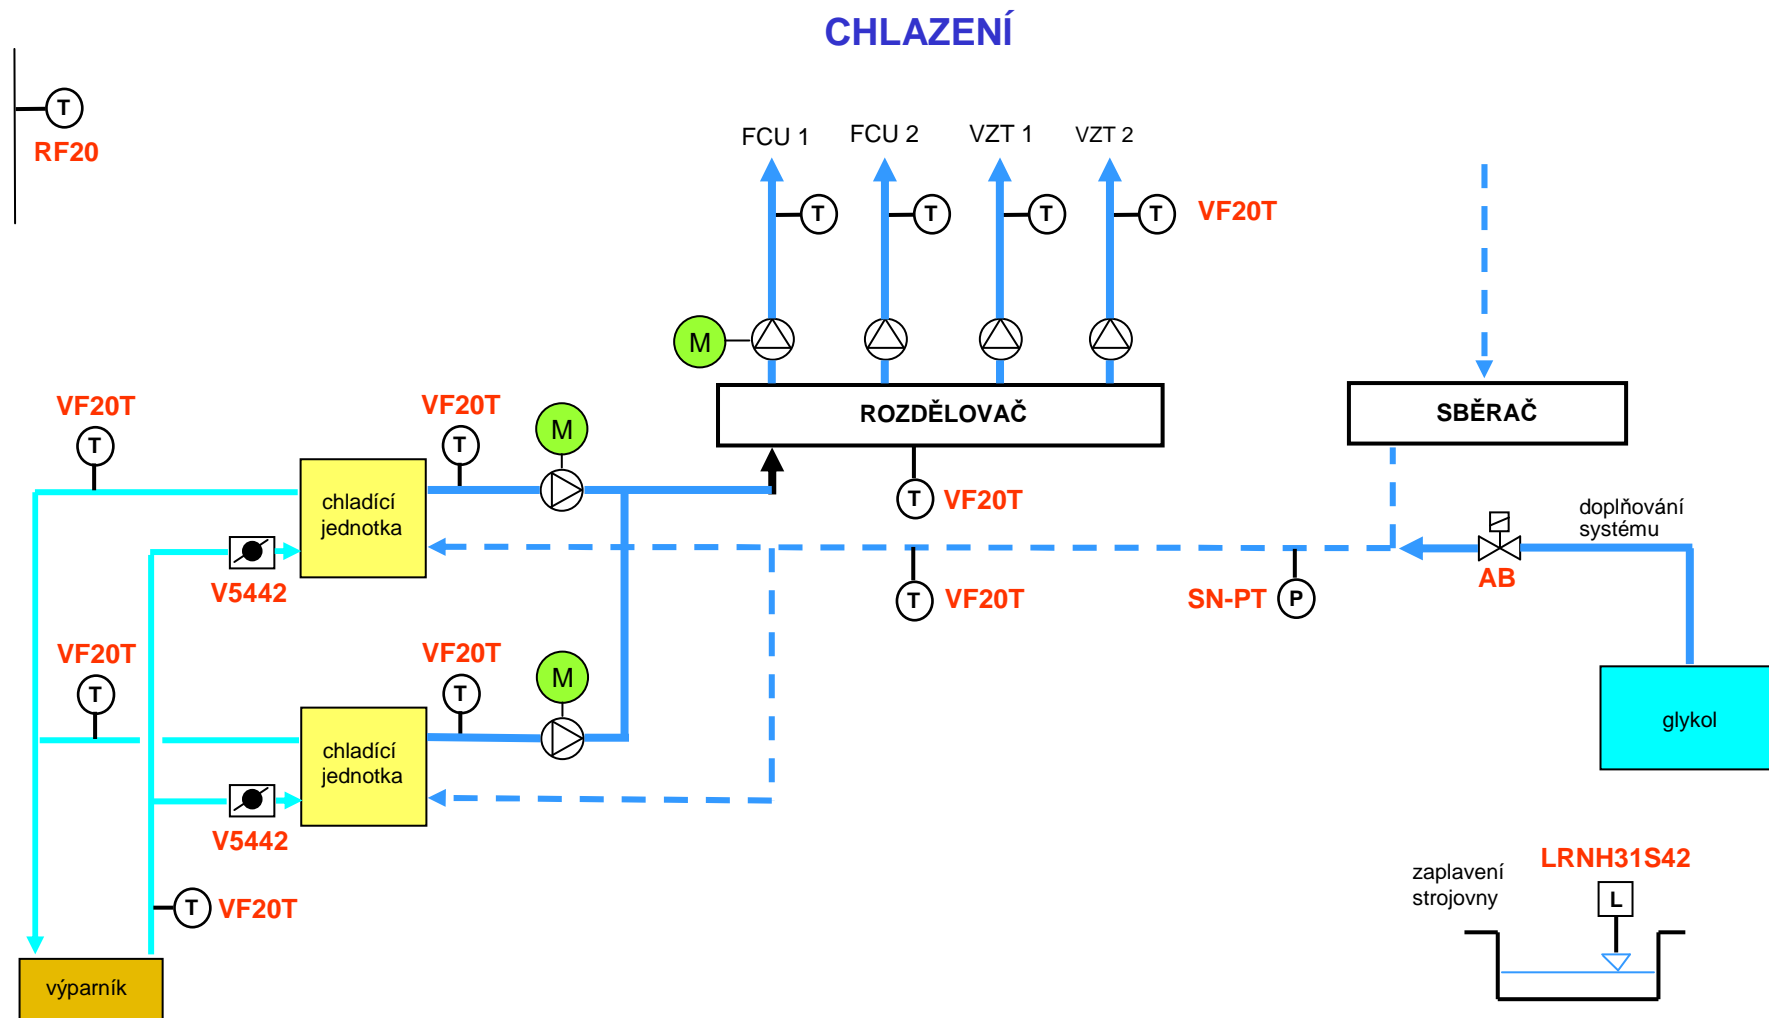 CHLAZENÍ
T
RF20
FCU 1
FCU 2
VZT 1
VZT 2
T
T
T
T
VF20T
M
ROZDĚLOVAČ
SBĚRAČ
VF20T
T
VF20T
T
M
chladící
jednotka
T
VF20T
doplňování
systému
V5442
T
VF20T
SN-PT
P
AB
VF20T
T
VF20T
T
M
chladící
jednotka
glykol
V5442
T
VF20T
LRNH31S42
zaplavení
strojovny
L
výparník